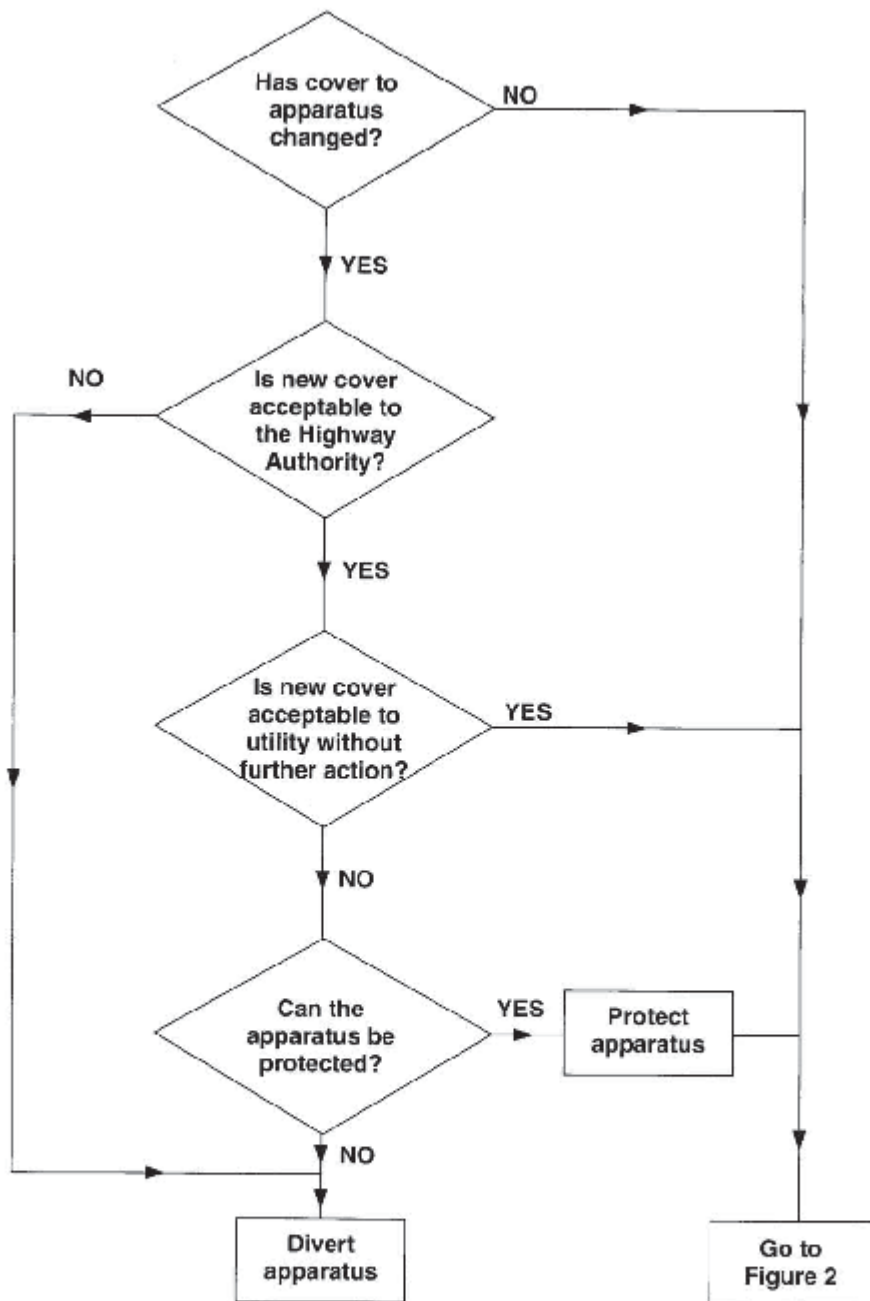 Has cover to
apparatus
changed?
NO
YES
NO
Is new cover
acceptable to
the Highway
Authority?
YES
Is new cover
acceptable to
utility without
further action?
YES
NO
Can the
apparatus be
protected?
YES
Protect
apparatus
NO
Divert
apparatus
Go to
Figure 2